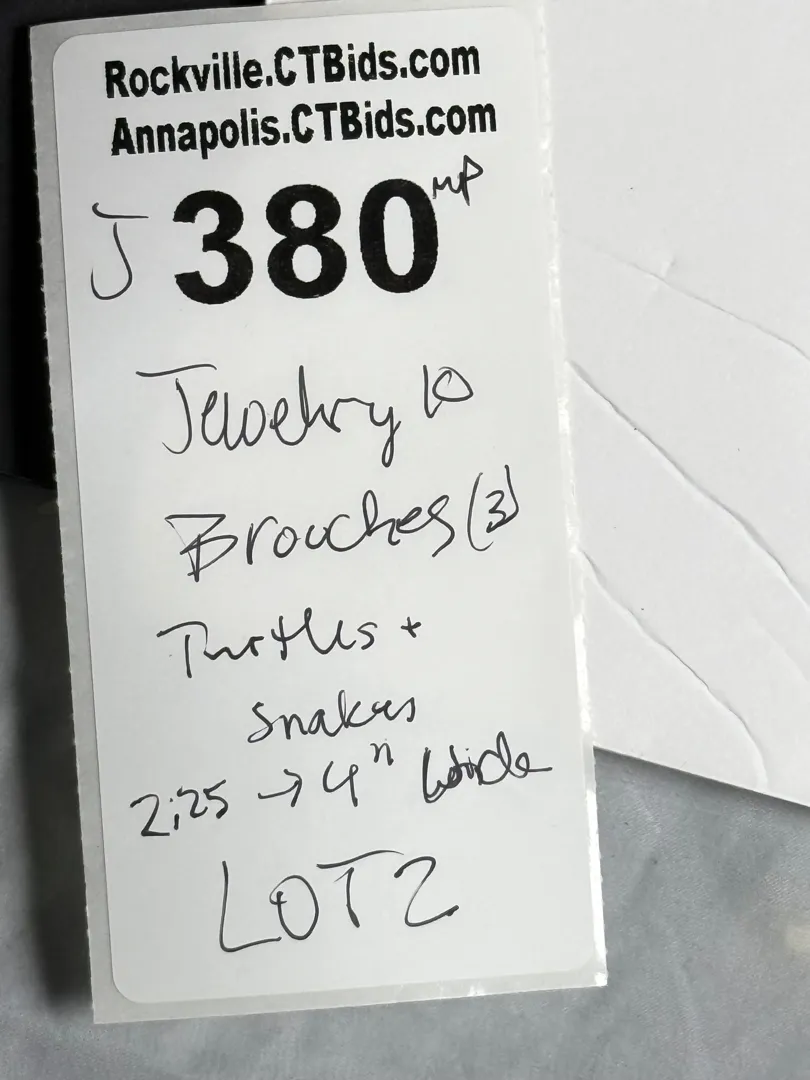 Rockville.CTBids.com
Annapolis.CTBids.com
J 380 MP
Jewelry 10
Brooches (3)
Turtles +
Snakes
2.25 → 4" Wide
LOT 2